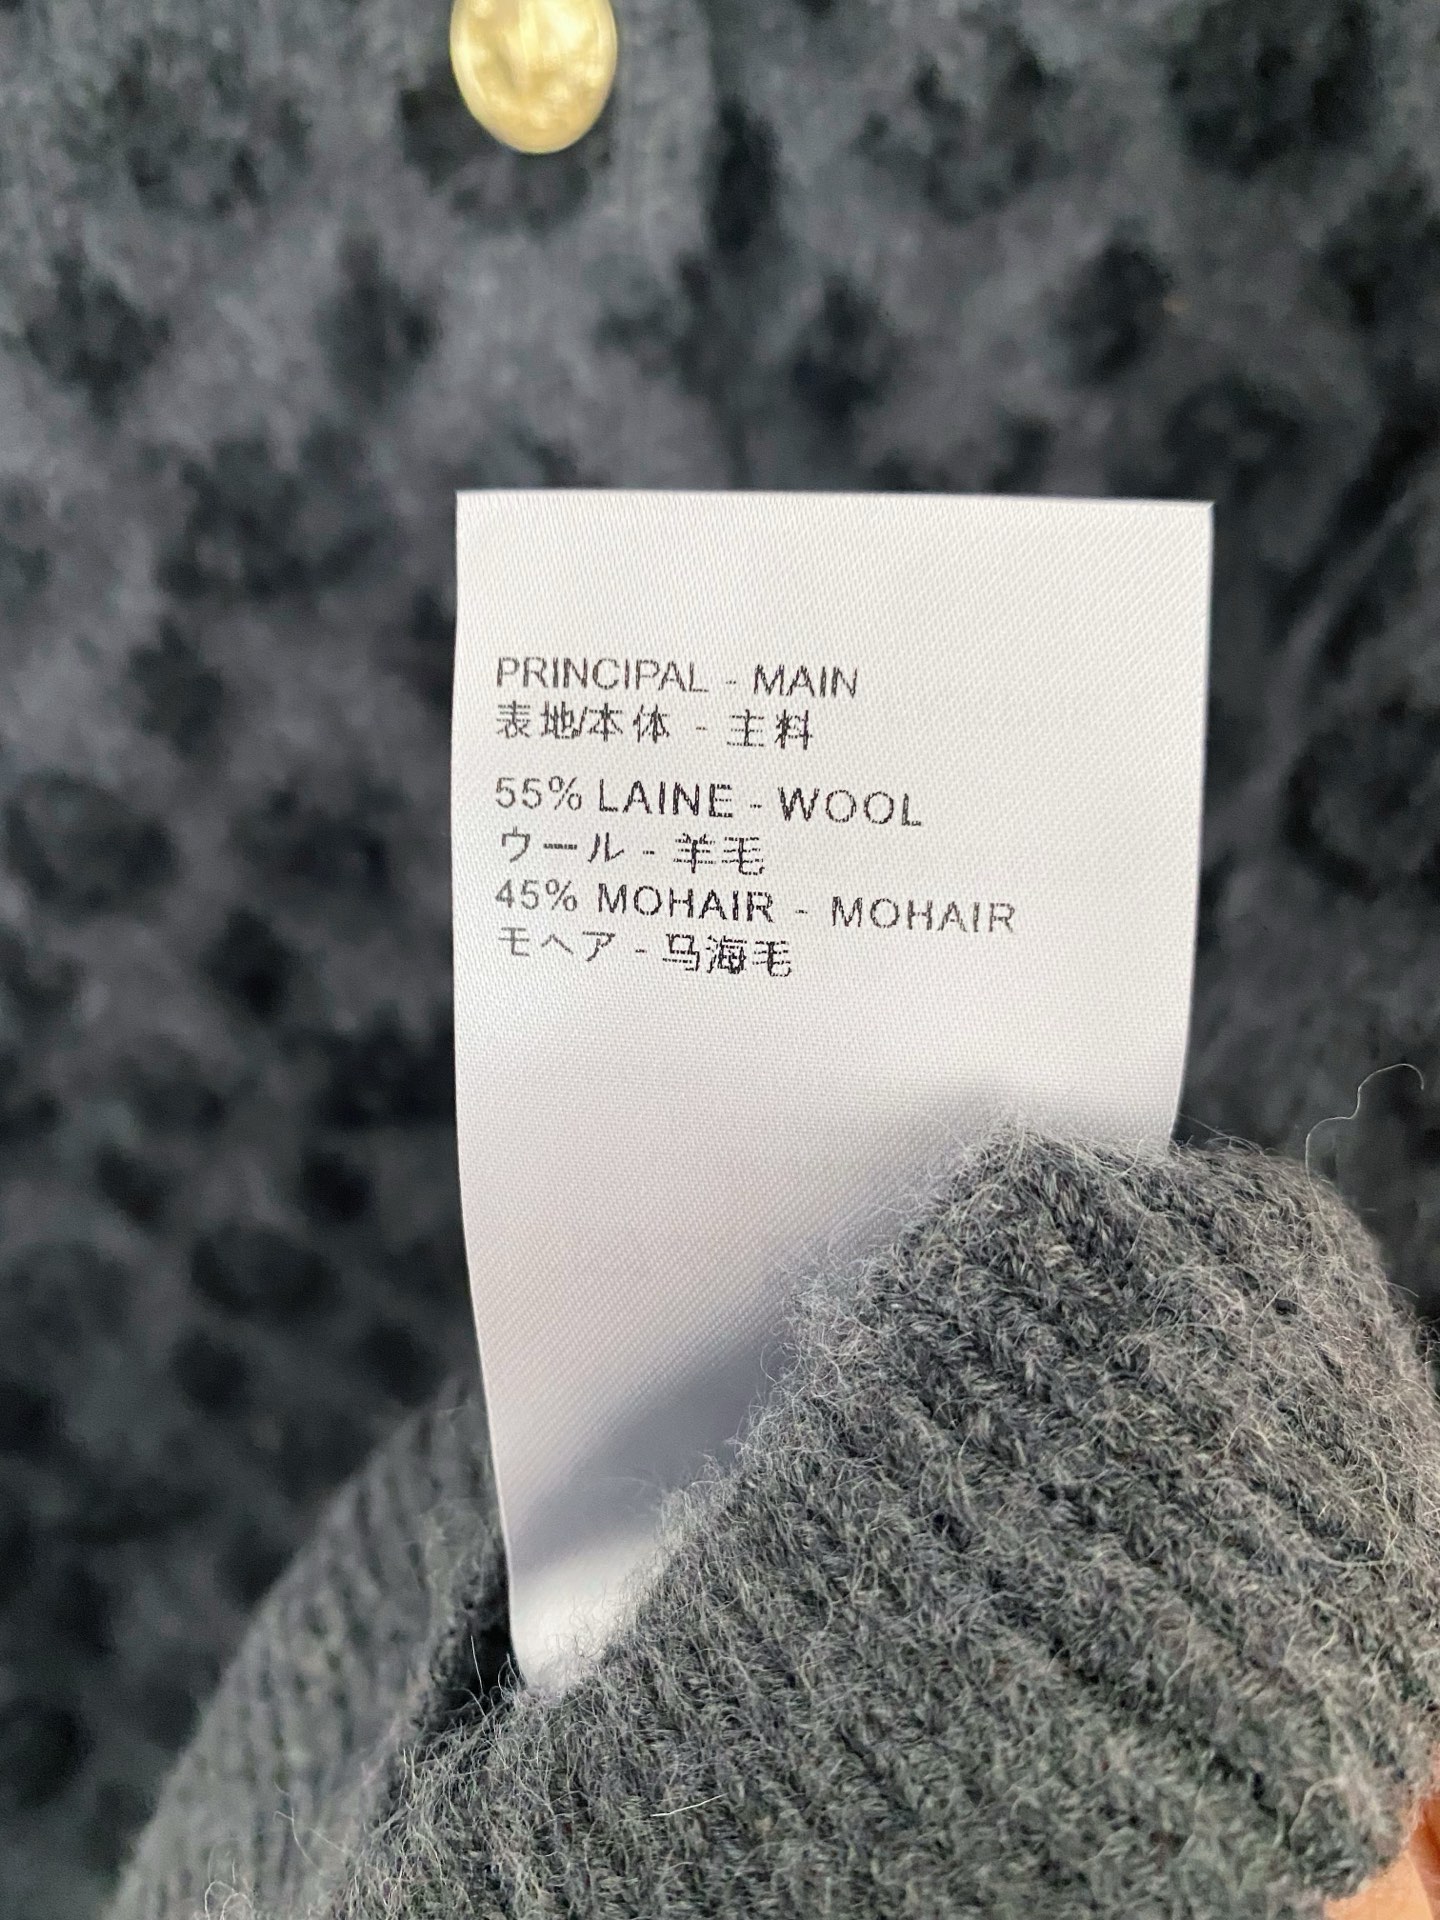 PRINCIPAL - MAIN
表地/本体 - 主料
55% LAINE - WOOL
ウール - 羊毛
45% MOHAIR - MOHAIR
モヘア - 马海毛